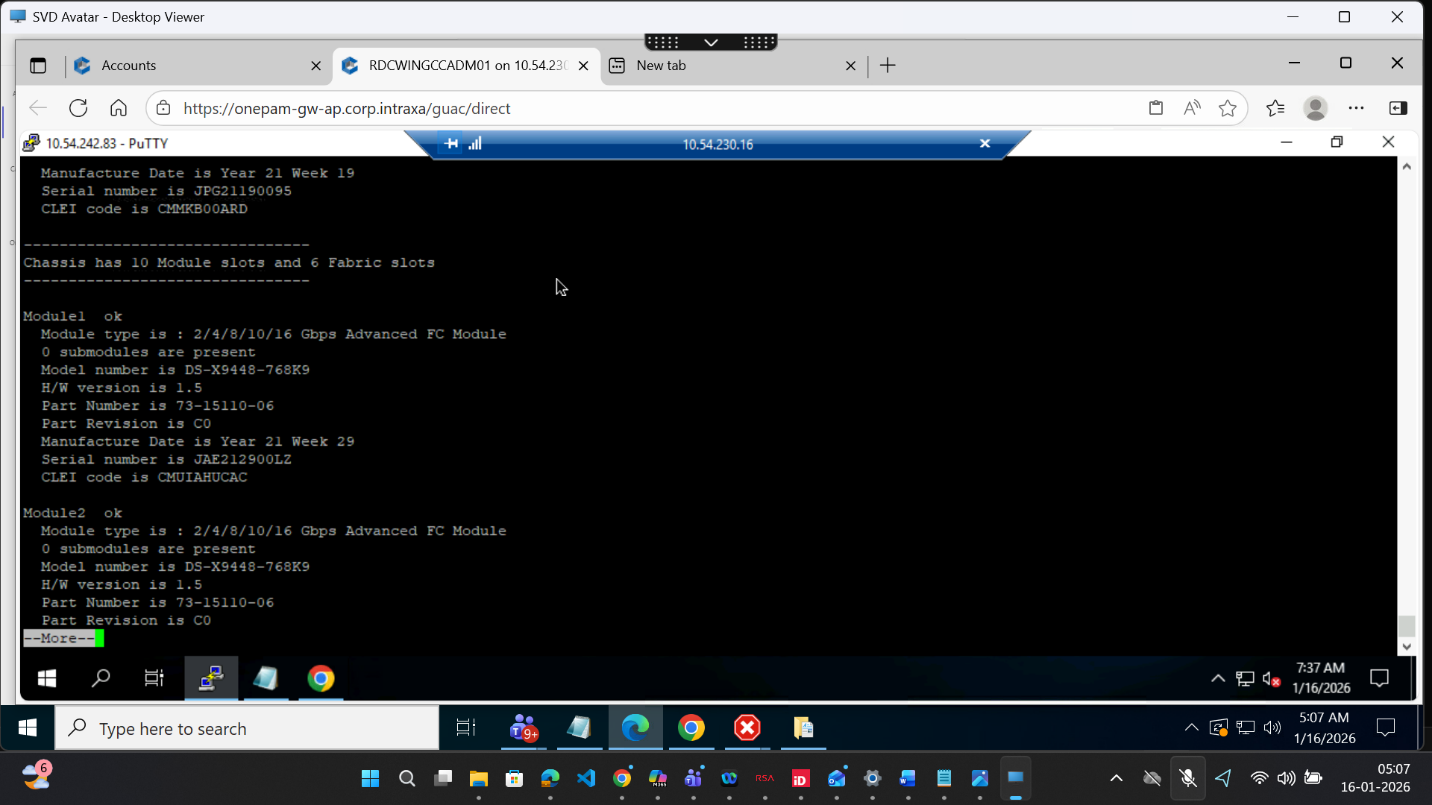 SVD Avatar - Desktop Viewer
Accounts
RDCWINGCCADM01 on 10.54.230
New tab
https://onepam-gw-ap.corp.intraxa/guac/direct
10.54.242.83 - PuTTY
10.54.230.16
Manufacture Date is Year 21 Week 19
Serial number is JPG21190095
CLEI code is CMMKB00ARD
-------------------------------
Chassis has 10 Module slots and 6 Fabric slots
-------------------------------
Module1  ok
Module type is : 2/4/8/10/16 Gbps Advanced FC Module
0 submodules are present
Model number is DS-X9448-768K9
H/W version is 1.5
Part Number is 73-15110-06
Part Revision is C0
Manufacture Date is Year 21 Week 29
Serial number is JAE212900LZ
CLEI code is CMUIAHUCAC
Module2  ok
Module type is : 2/4/8/10/16 Gbps Advanced FC Module
0 submodules are present
Model number is DS-X9448-768K9
H/W version is 1.5
Part Number is 73-15110-06
Part Revision is C0
--More--
7:37 AM
1/16/2026
Type here to search
9+
5:07 AM
1/16/2026
6
M365
RSA
iD
05:07
16-01-2026